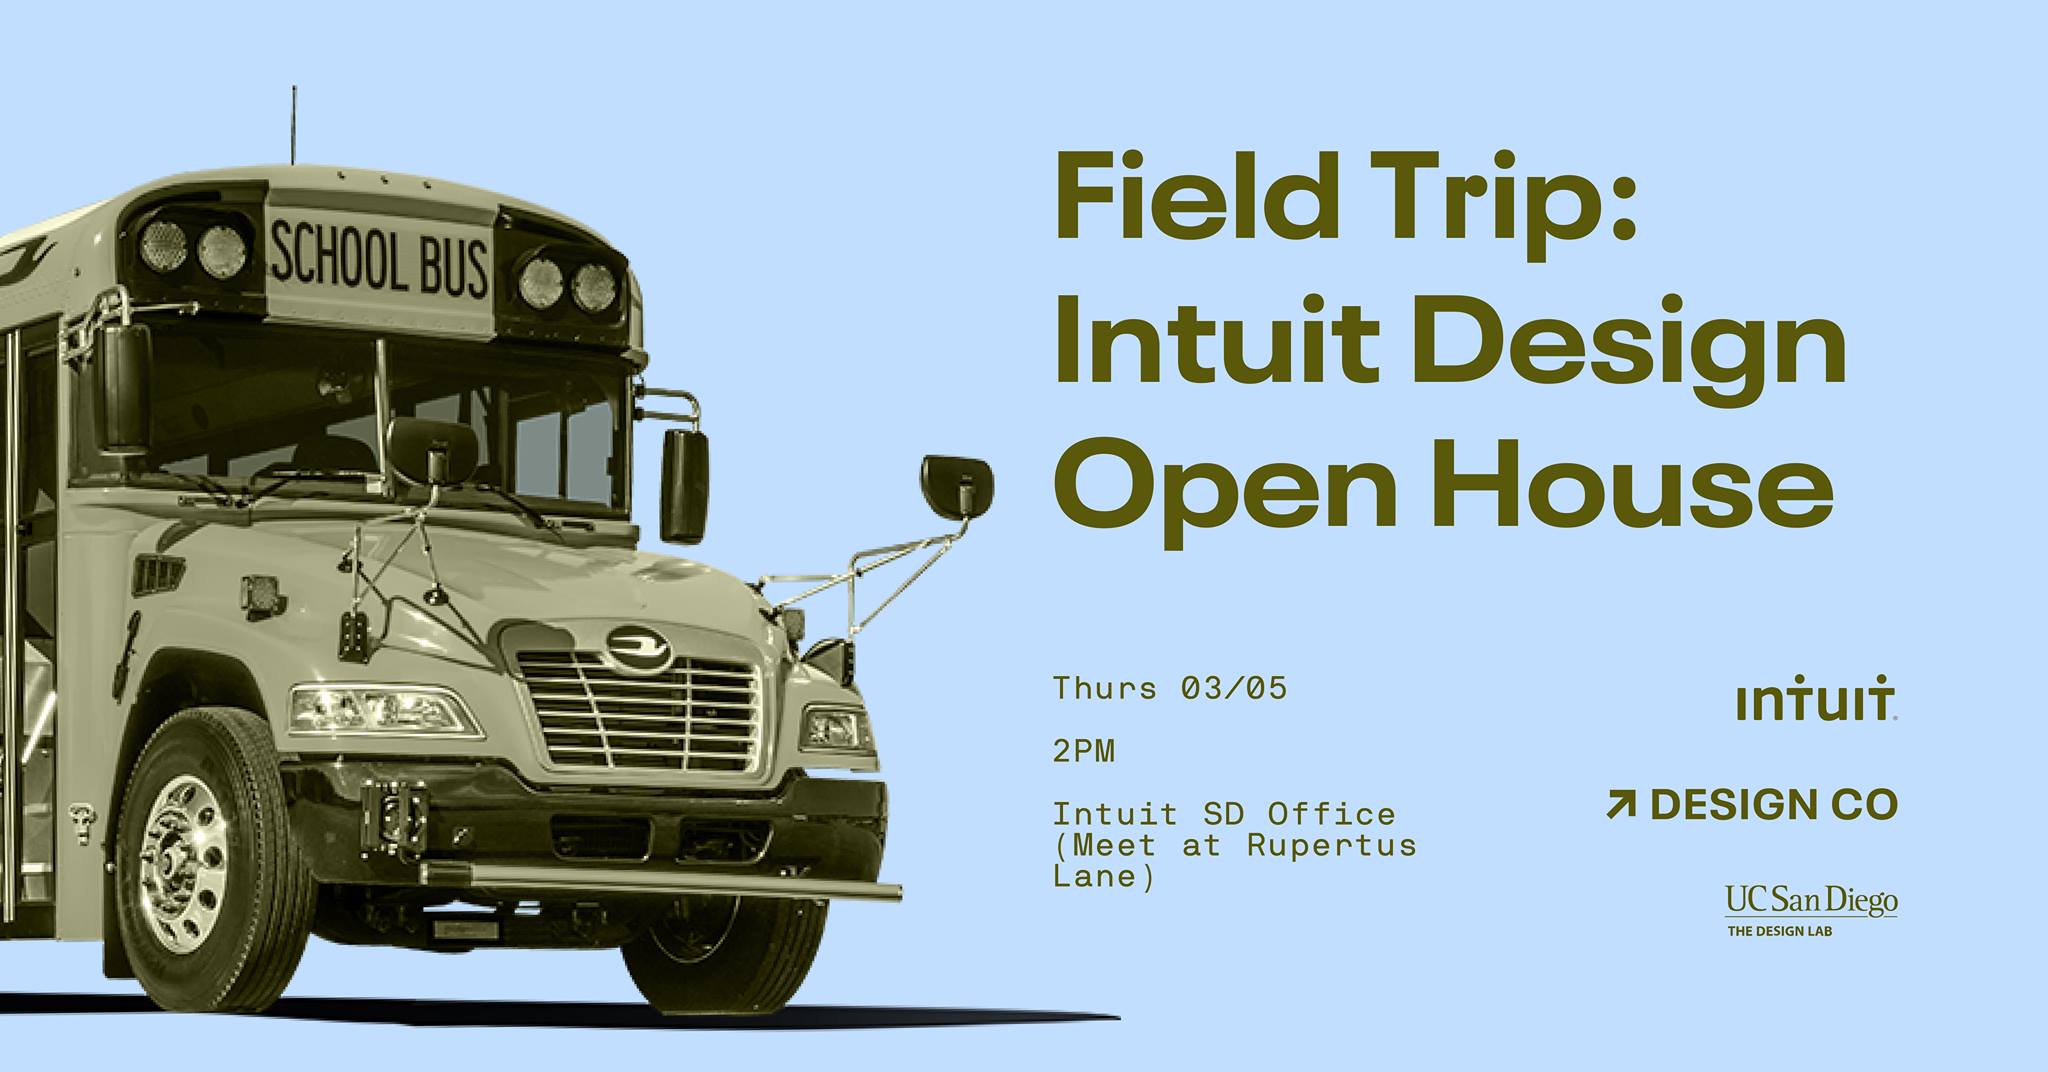 SCHOOL BUS
Field Trip:
Intuit Design
Open House
Thurs 03/05
2PM
Intuit SD Office
(Meet at Rupertus
Lane)
ıntuıt.
DESIGN CO
UC San Diego
THE DESIGN LAB